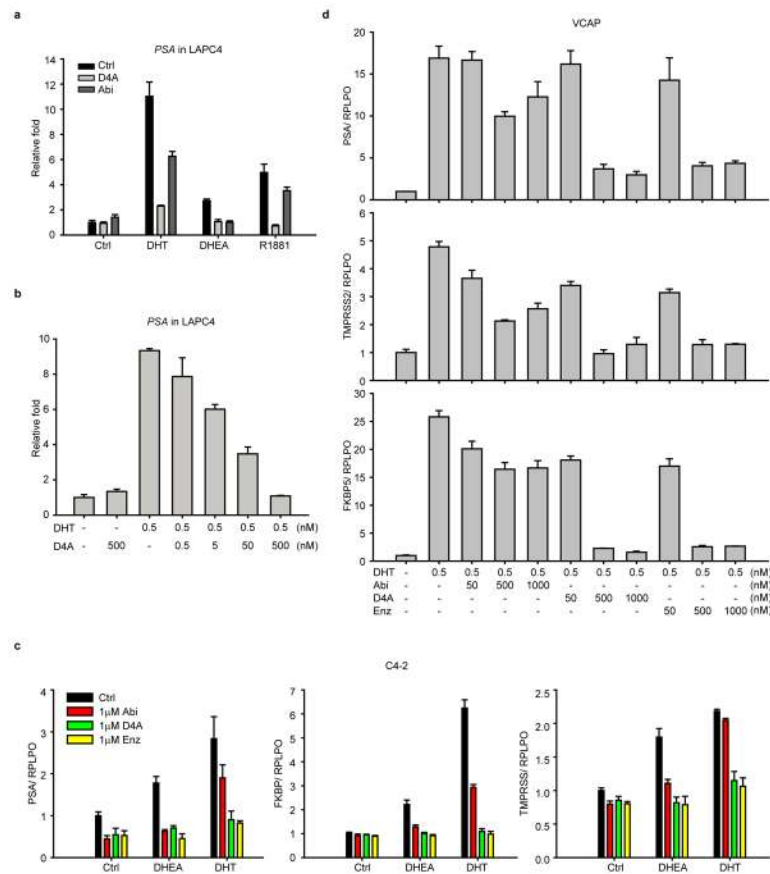 a
PSA in LAPC4
Ctrl
D4A
Abi
14
12
10
8
6
4
2
0
Relative fold
Ctrl DHT DHEA R1881
b
PSA in LAPC4
10
8
6
4
2
0
Relative fold
DHT - - 0.5 0.5 0.5 0.5 0.5 (nM)
D4A - 500 - 0.5 5 50 500 (nM)
d
VCAP
20
15
10
5
0
PSA/ RPLPO
6
5
4
3
2
1
0
TMPRSS2/ RPLPO
30
25
20
15
10
5
0
FKBP5/ RPLPO
DHT - 0.5 0.5 0.5 0.5 0.5 0.5 0.5 0.5 0.5 0.5 (nM)
Abi - - 50 500 1000 - - - - - - (nM)
D4A - - - - - 50 500 1000 - - - (nM)
Enz - - - - - - - - 50 500 1000 (nM)
c
C4-2
Ctrl
1μM Abi
1μM D4A
1μM Enz
4
3
2
1
0
PSA/ RPLPO
Ctrl DHEA DHT
7
6
5
4
3
2
1
0
FKBP/ RPLPO
Ctrl DHEA DHT
2.5
2.0
1.5
1.0
0.5
0.0
TMPRSS/ RPLPO
Ctrl DHEA DHT